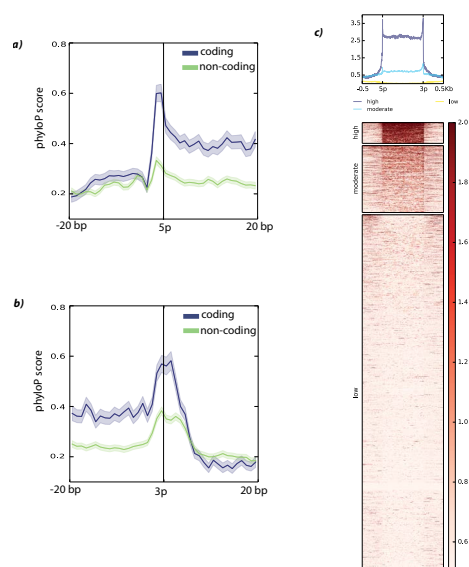 a)
0.8
0.6
0.4
0.2
phyloP score
coding
non-coding
-20 bp
5p
20 bp
b)
0.8
0.6
0.4
0.2
phyloP score
coding
non-coding
-20 bp
3p
20 bp
c)
3.5
2.5
1.5
0.5
-0.5
5p
3p
0.5Kb
high
low
moderate
high
moderate
low
2.0
1.8
1.6
1.4
1.2
1.0
0.8
0.6